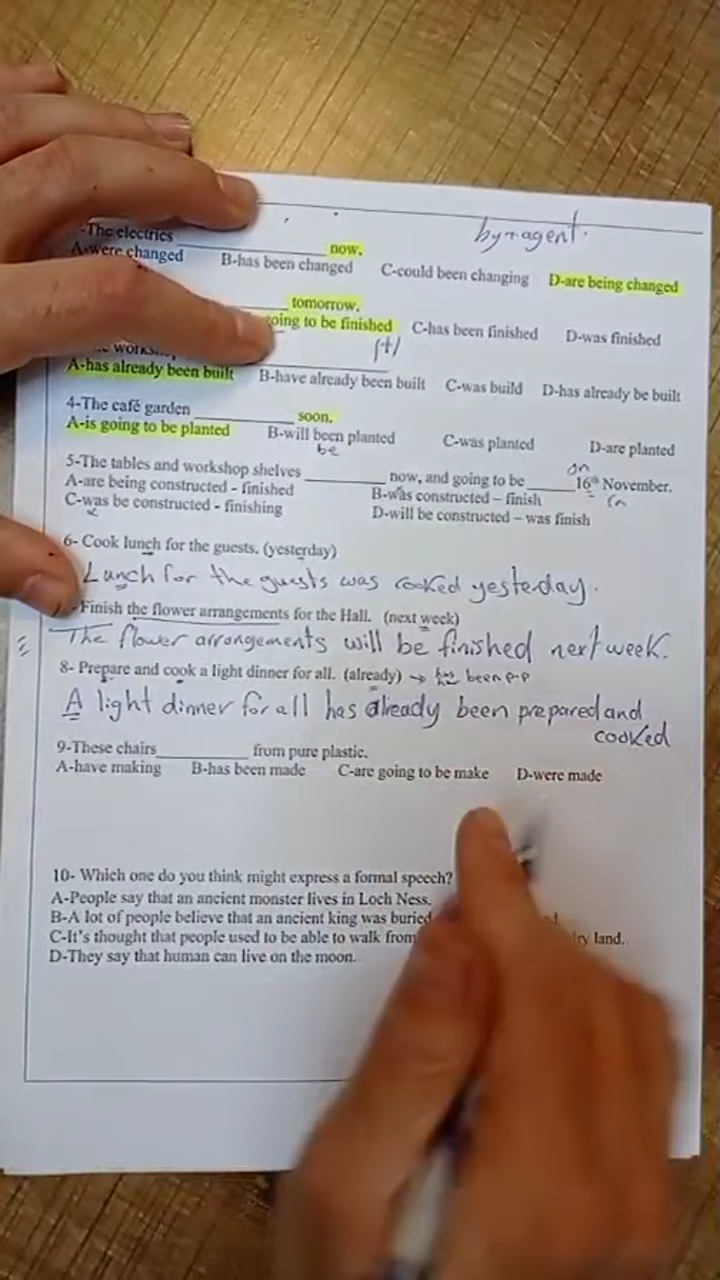 by+agent.
-The electrics ____________ now.
A-were changed B-has been changed C-could been changing D-are being changed
____________ tomorrow.
going to be finished C-has been finished D-was finished
/t/
A-has already been built B-have already been built C-was build D-has already be built
4-The café garden ____________ soon.
A-is going to be planted B-will been planted C-was planted D-are planted
be
on
5-The tables and workshop shelves __________ now, and going to be ______16th November.
A-are being constructed - finished B-was constructed – finish in
C-was be constructed - finishing D-will be constructed – was finish
6- Cook lunch for the guests. (yesterday)
Lunch for the guests was cooked yesterday.
-Finish the flower arrangements for the Hall. (next week)
The flower arrangements will be finished next week.
8- Prepare and cook a light dinner for all. (already) → been p.p
A light dinner for all has already been prepared and
cooked
9-These chairs____________ from pure plastic.
A-have making B-has been made C-are going to be make D-were made
10- Which one do you think might express a formal speech?
A-People say that an ancient monster lives in Loch Ness.
B-A lot of people believe that an ancient king was buried
C-It's thought that people used to be able to walk from land.
D-They say that human can live on the moon.